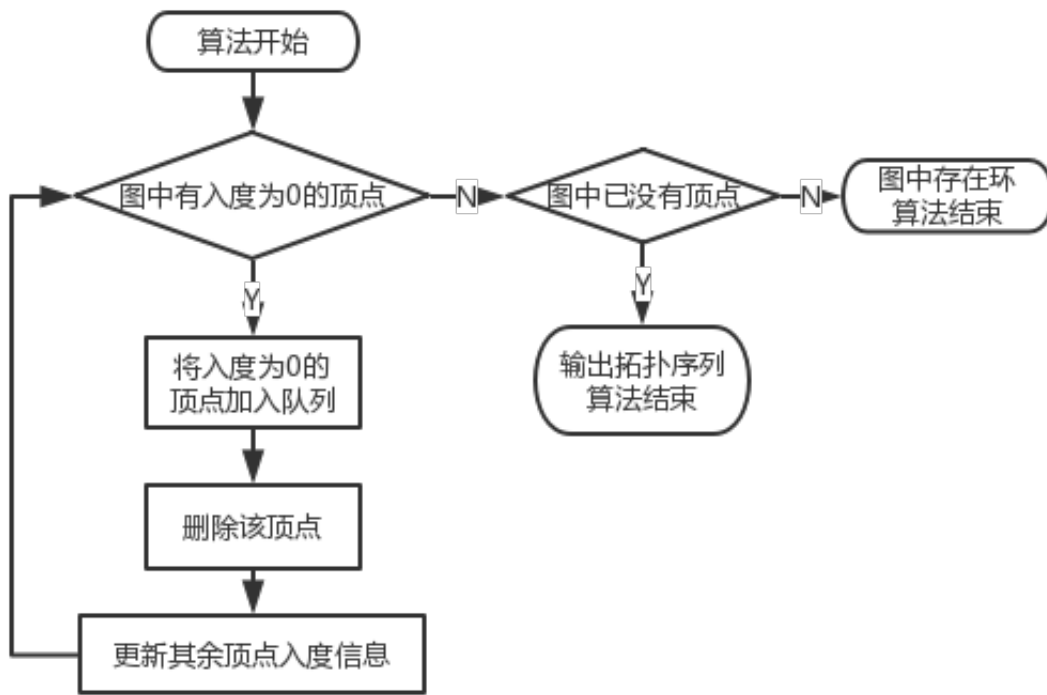 算法开始
图中有入度为0的顶点
N
图中已没有顶点
N
图中存在环
算法结束
Y
Y
将入度为0的
顶点加入队列
输出拓扑序列
算法结束
删除该顶点
更新其余顶点入度信息